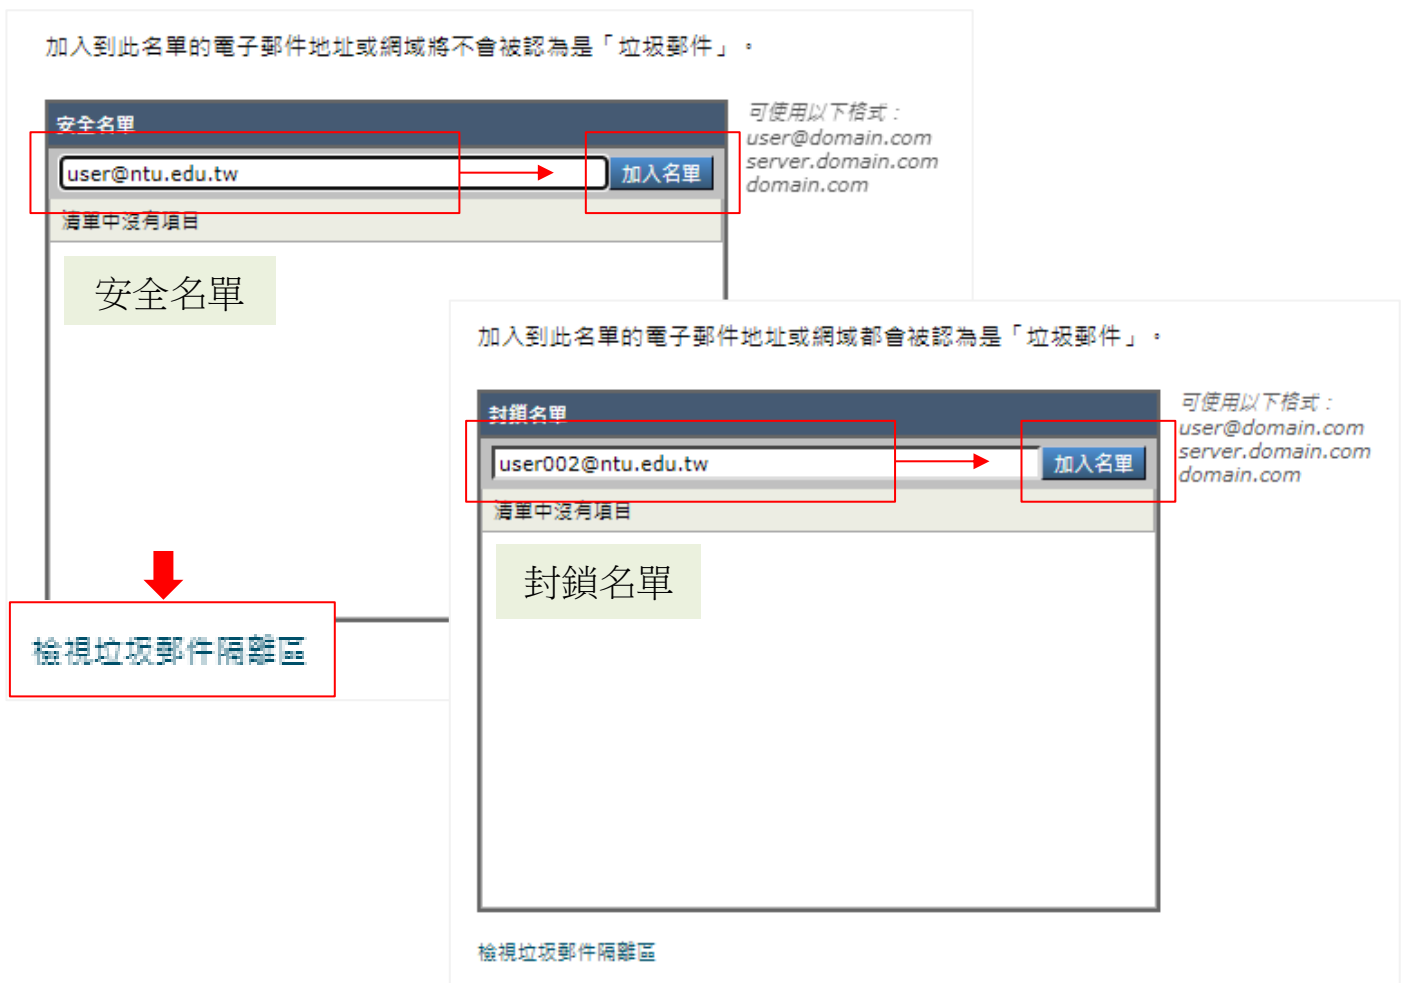 加入到此名單的電子郵件地址或網域將不會被認為是「垃圾郵件」。
安全名單
user@ntu.edu.tw
加入名單
清單中沒有項目
可使用以下格式：
user@domain.com
server.domain.com
domain.com
安全名單
檢視垃圾郵件隔離區
加入到此名單的電子郵件地址或網域都會被認為是「垃圾郵件」。
封鎖名單
user002@ntu.edu.tw
加入名單
清單中沒有項目
可使用以下格式：
user@domain.com
server.domain.com
domain.com
封鎖名單
檢視垃圾郵件隔離區